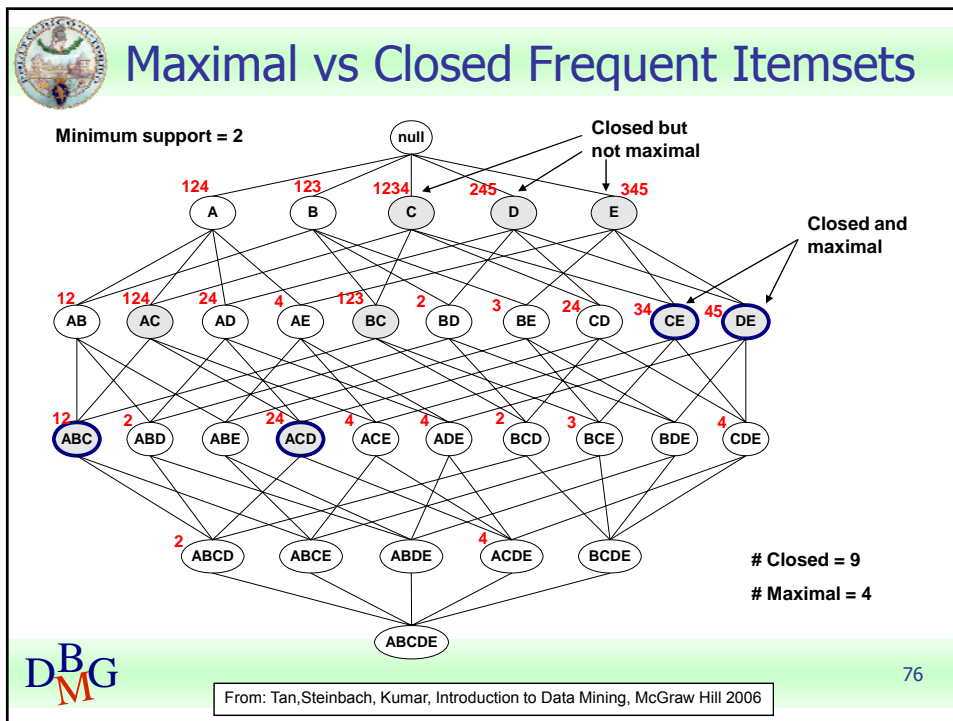 Maximal vs Closed Frequent Itemsets
Minimum support = 2
null
Closed but
not maximal
124 123 1234 245 345
A B C D E
Closed and
maximal
12 124 24 4 123 2 3 24 34 45
AB AC AD AE BC BD BE CD CE DE
12 2 24 4 4 2 3 4
ABC ABD ABE ACD ACE ADE BCD BCE BDE CDE
2 4
ABCD ABCE ABDE ACDE BCDE
# Closed = 9
# Maximal = 4
ABCDE
DBMG
76
From: Tan,Steinbach, Kumar, Introduction to Data Mining, McGraw Hill 2006